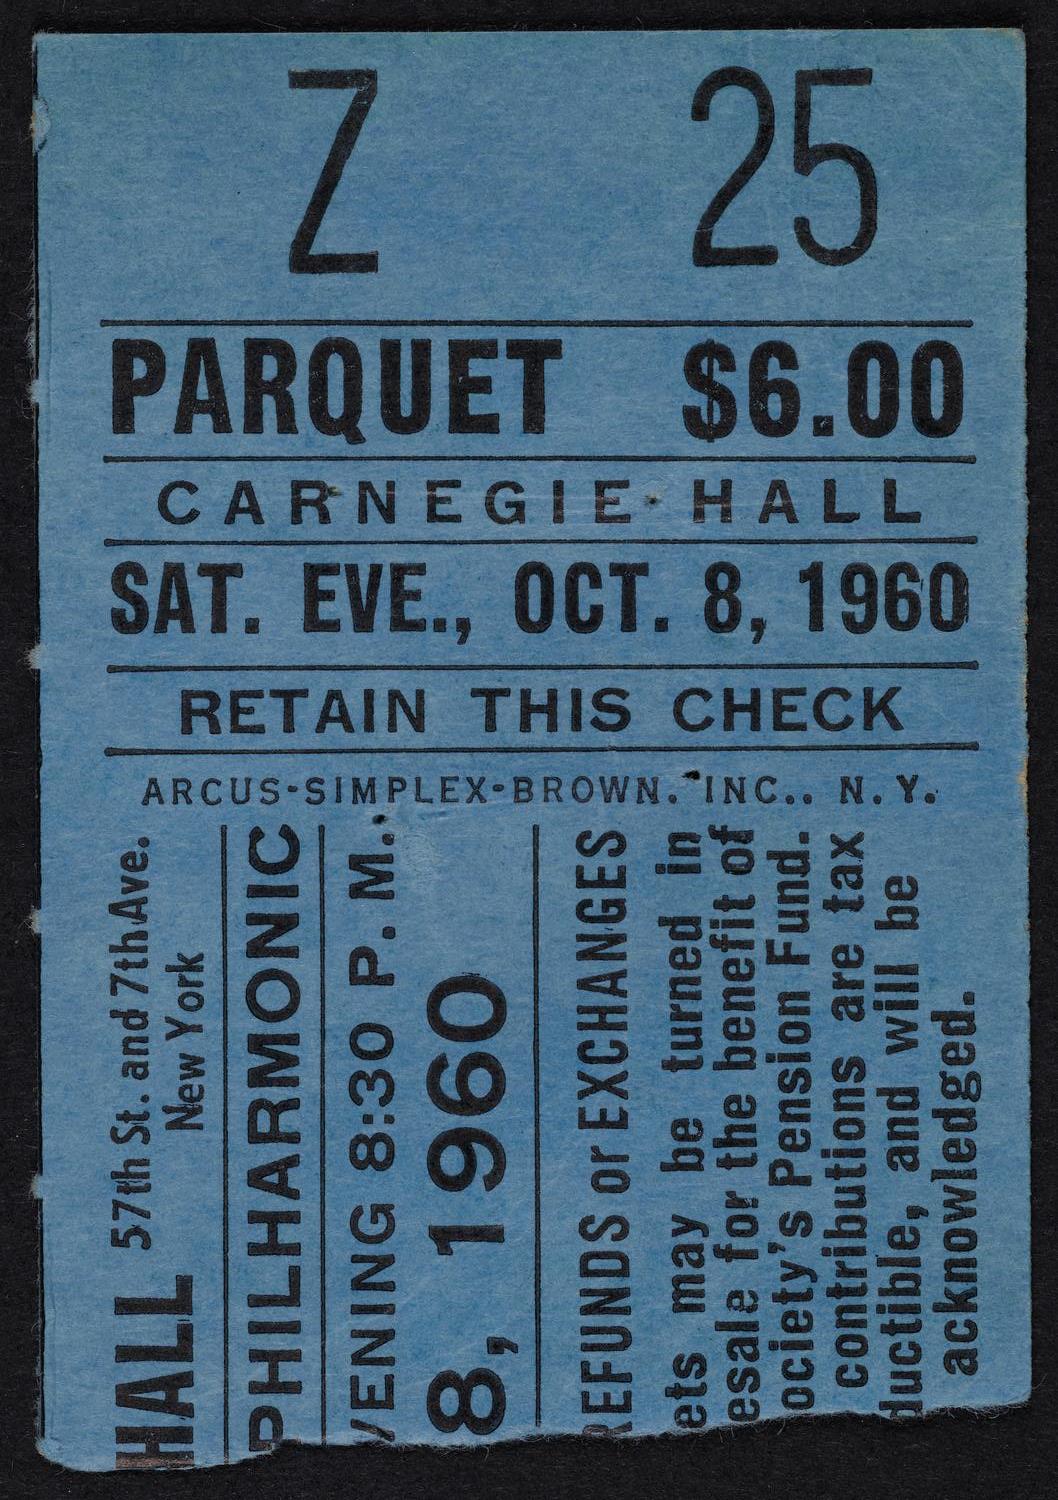 Z 25
PARQUET $6.00
CARNEGIE HALL
SAT. EVE., OCT. 8, 1960
RETAIN THIS CHECK
ARCUS-SIMPLEX-BROWN. INC.. N.Y.
HALL 57th St. and 7th Ave.
New York
PHILHARMONIC
VENING 8:30 P. M.
8, 1960
REFUNDS or EXCHANGES
ets may be turned in
esale for the benefit of
ociety's Pension Fund.
contributions are tax
ductible, and will be
acknowledged.